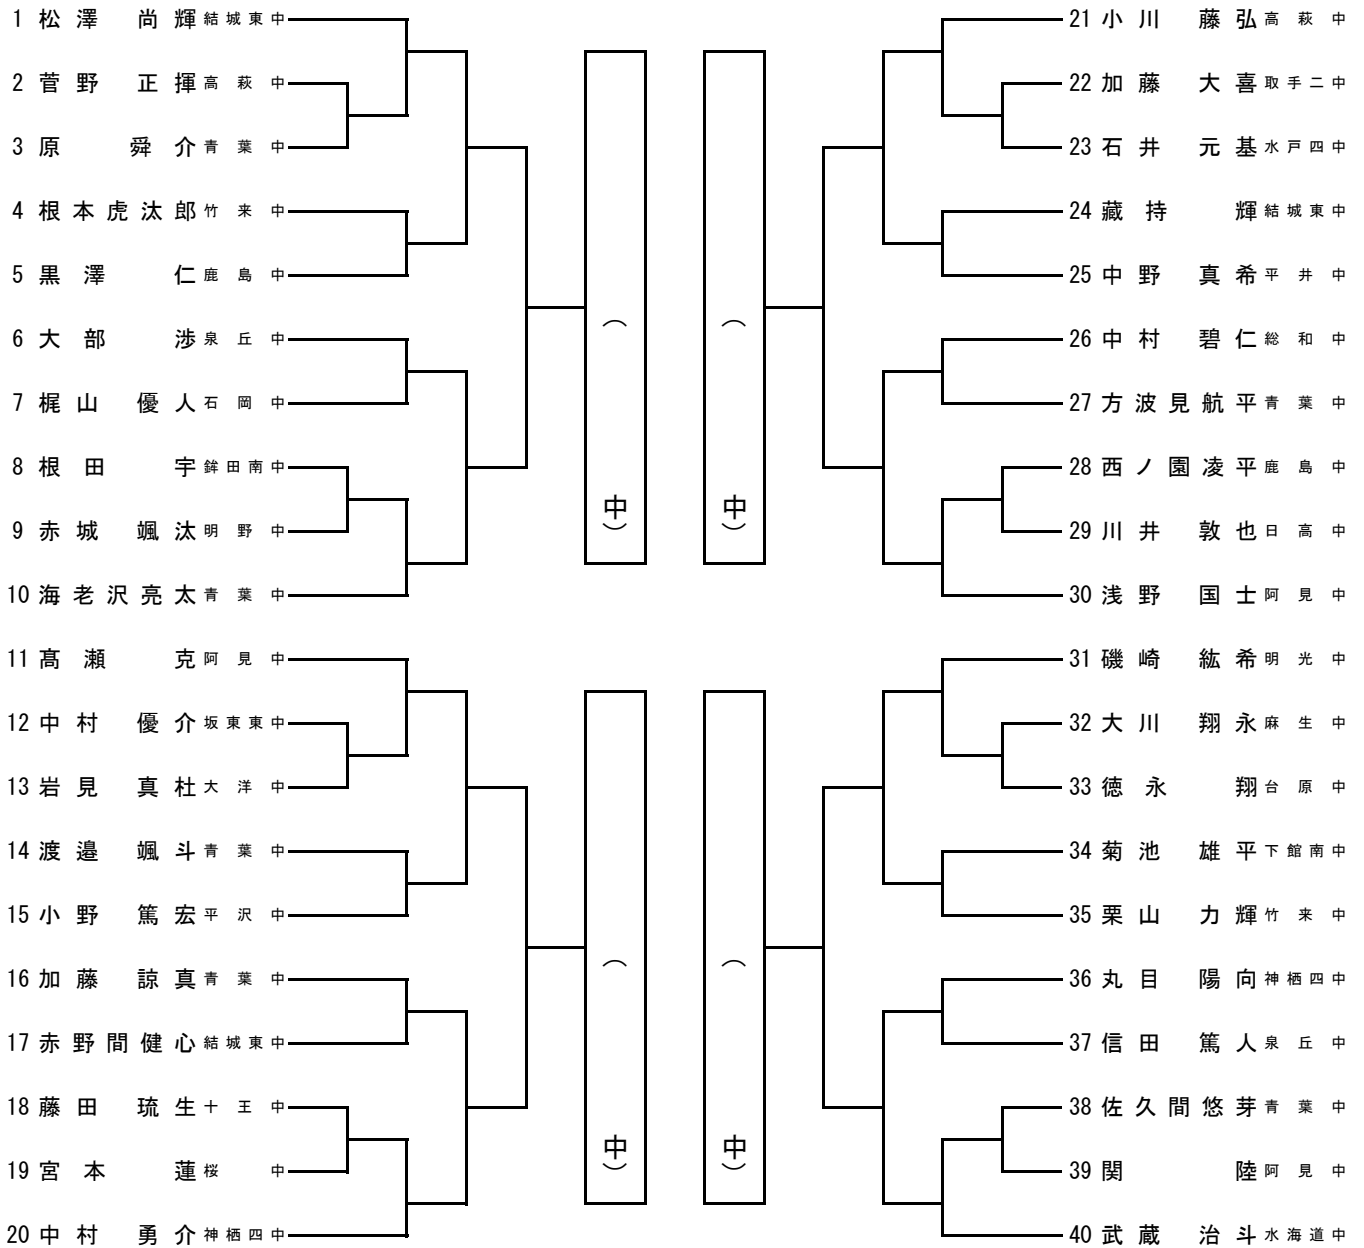 1 松澤 尚輝 結城東中
2 菅野 正揮 高萩中
3 原 舜介 青葉中
4 根本虎汰郎 竹来中
5 黒澤 仁 鹿島中
6 大部 渉 泉丘中
7 梶山 優人 石岡中
8 根田 宇 鉾田南中
9 赤城 颯汰 明野中
10 海老沢亮太 青葉中
11 髙瀬 克 阿見中
12 中村 優介 坂東東中
13 岩見 真杜 大洋中
14 渡邉 颯斗 青葉中
15 小野 篤宏 平沢中
16 加藤 諒真 青葉中
17 赤野間健心 結城東中
18 藤田 琉生 十王中
19 宮本 蓮 桜中
20 中村 勇介 神栖四中
( 中)
( 中)
( 中)
( 中)
21 小川 藤弘 高萩中
22 加藤 大喜 取手二中
23 石井 元基 水戸四中
24 藏持 輝 結城東中
25 中野 真希 平井中
26 中村 碧仁 総和中
27 方波見航平 青葉中
28 西ノ園凌平 鹿島中
29 川井 敦也 日高中
30 浅野 国士 阿見中
31 磯崎 紘希 明光中
32 大川 翔永 麻生中
33 徳永 翔 台原中
34 菊池 雄平 下館南中
35 栗山 力輝 竹来中
36 丸目 陽向 神栖四中
37 信田 篤人 泉丘中
38 佐久間悠芽 青葉中
39 関 陸 阿見中
40 武蔵 治斗 水海道中